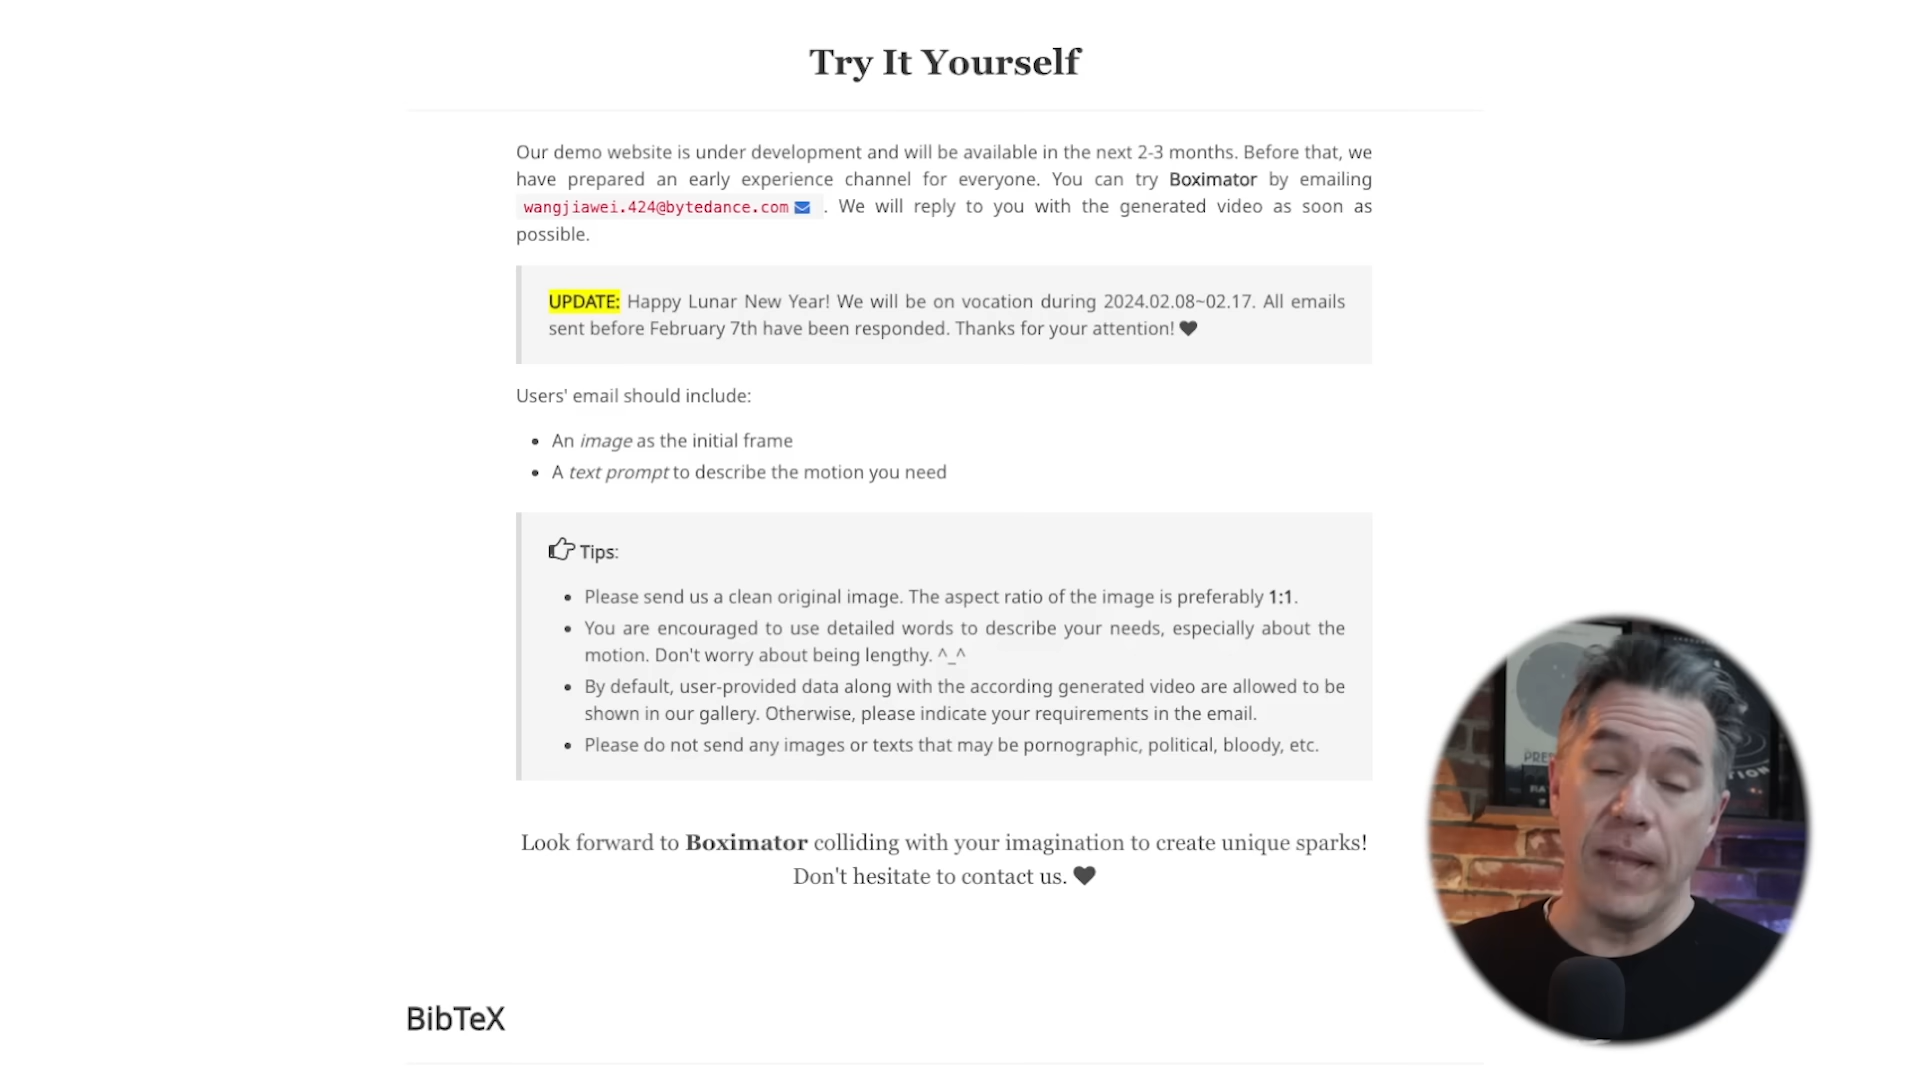 Try It Yourself
Our demo website is under development and will be available in the next 2-3 months. Before that, we
have prepared an early experience channel for everyone. You can try Boximator by emailing
wangjiawei.424@bytedance.com . We will reply to you with the generated video as soon as
possible.
UPDATE: Happy Lunar New Year! We will be on vocation during 2024.02.08~02.17. All emails
sent before February 7th have been responded. Thanks for your attention! ♥
Users' email should include:
• An image as the initial frame
• A text prompt to describe the motion you need
Tips:
• Please send us a clean original image. The aspect ratio of the image is preferably 1:1.
• You are encouraged to use detailed words to describe your needs, especially about the
motion. Don't worry about being lengthy. ^_^
• By default, user-provided data along with the according generated video are allowed to be
shown in our gallery. Otherwise, please indicate your requirements in the email.
• Please do not send any images or texts that may be pornographic, political, bloody, etc.
Look forward to Boximator colliding with your imagination to create unique sparks!
Don't hesitate to contact us. ♥
BibTeX